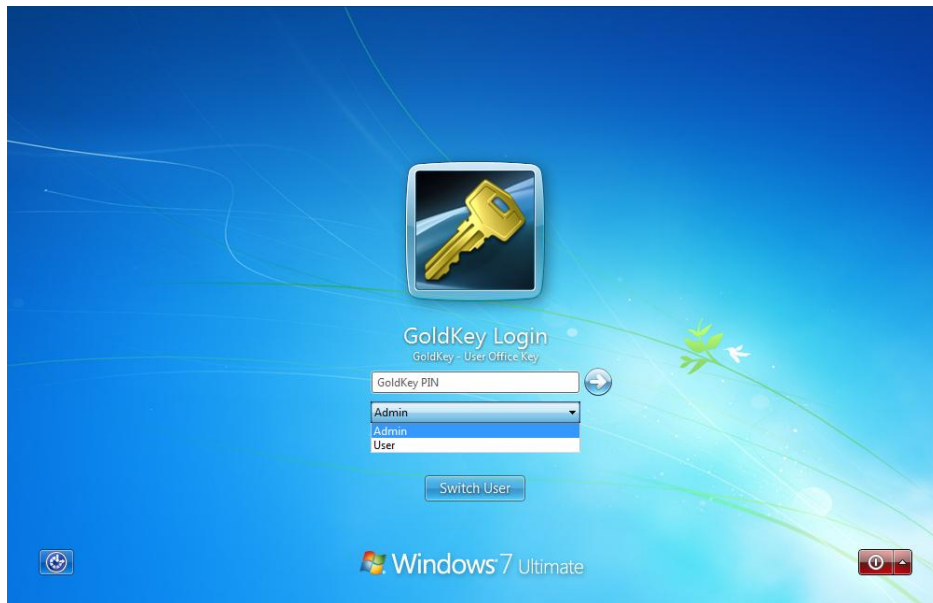 GoldKey Login
GoldKey - User Office Key
GoldKey PIN
Admin
Admin
User
Switch User
Windows 7 Ultimate